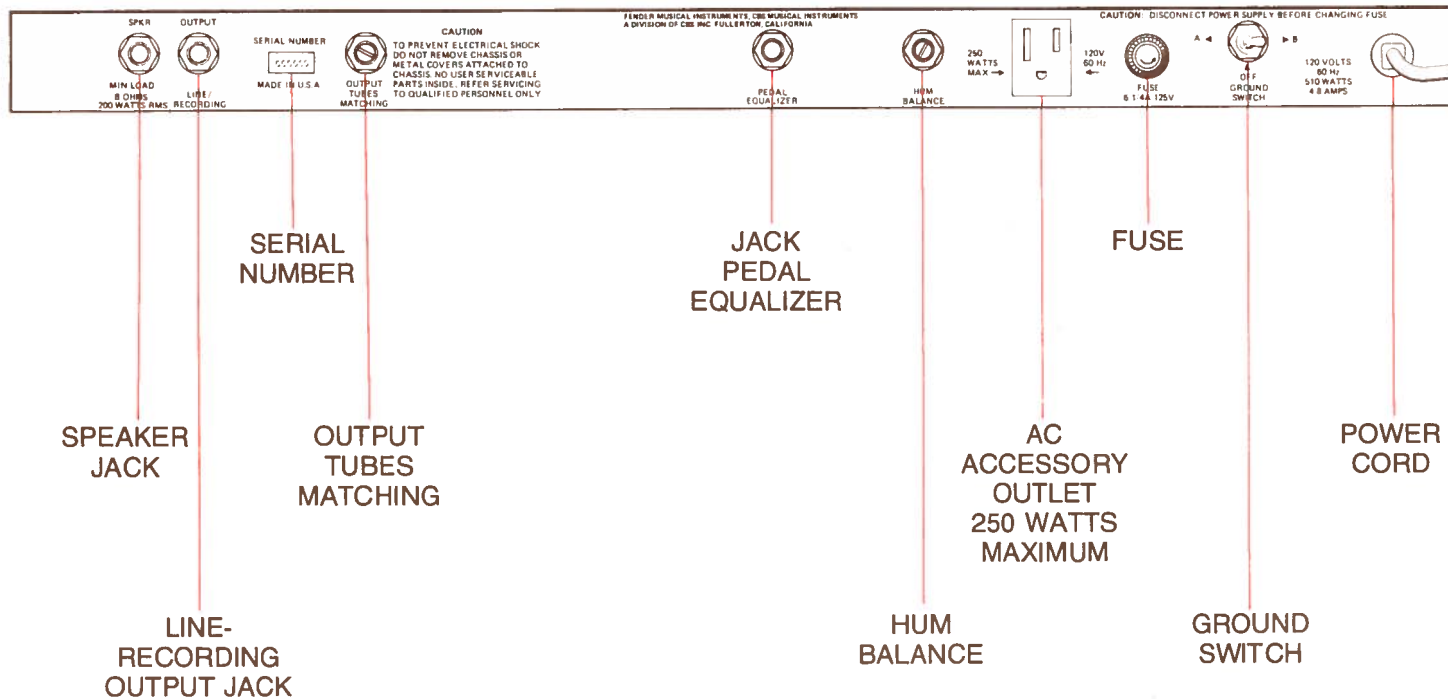 SPKR
OUTPUT
MIN LOAD
8 OHMS
200 WATTS RMS
LINE/
RECORDING
SERIAL NUMBER
MADE IN U.S.A
OUTPUT
TUBES
MATCHING
CAUTION
TO PREVENT ELECTRICAL SHOCK
DO NOT REMOVE CHASSIS OR
METAL COVERS ATTACHED TO
CHASSIS. NO USER SERVICEABLE
PARTS INSIDE. REFER SERVICING
TO QUALIFIED PERSONNEL ONLY
FENDER MUSICAL INSTRUMENTS, CBS MUSICAL INSTRUMENTS
A DIVISION OF CBS INC. FULLERTON, CALIFORNIA
PEDAL
EQUALIZER
HUM
BALANCE
250
WATTS
MAX
120V
60 Hz
CAUTION: DISCONNECT POWER SUPPLY BEFORE CHANGING FUSE
FUSE
6 1/4A 125V
A
B
OFF
GROUND
SWITCH
120 VOLTS
60 Hz
510 WATTS
4.8 AMPS
SERIAL
NUMBER
JACK
PEDAL
EQUALIZER
FUSE
SPEAKER
JACK
OUTPUT
TUBES
MATCHING
AC
ACCESSORY
OUTLET
250 WATTS
MAXIMUM
POWER
CORD
LINE-
RECORDING
OUTPUT JACK
HUM
BALANCE
GROUND
SWITCH